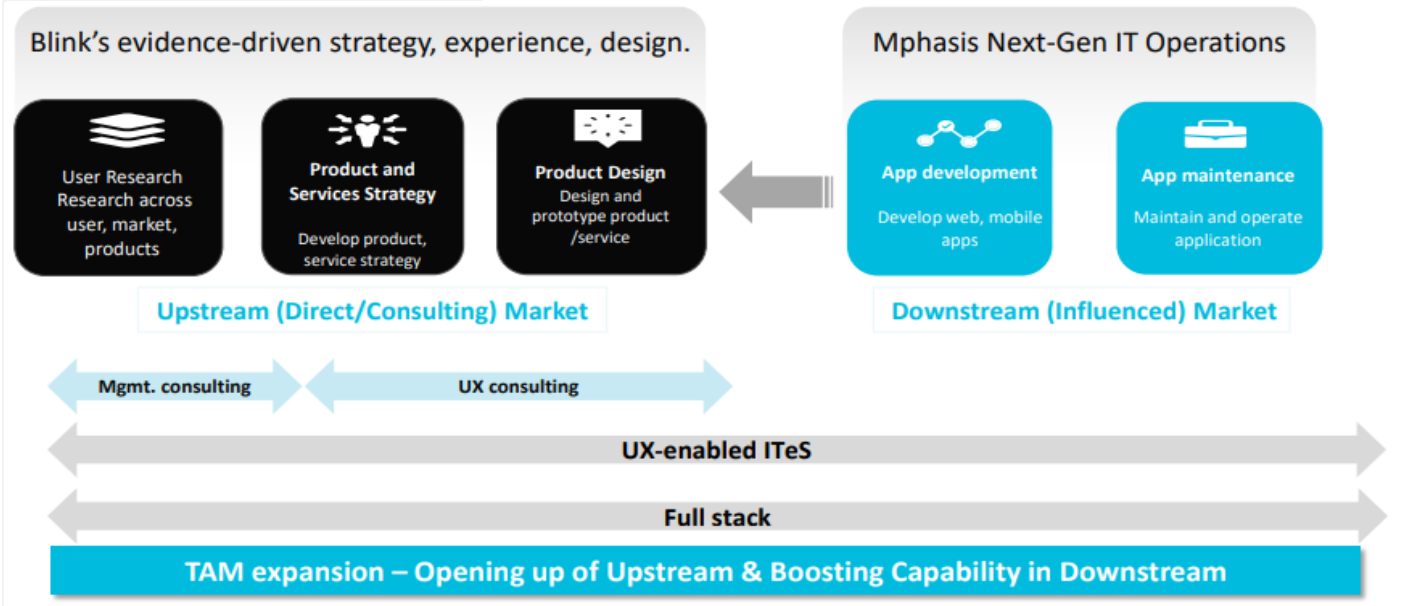 Blink's evidence-driven strategy, experience, design.
Mphasis Next-Gen IT Operations
User Research
Research across
user, market,
products
Product and
Services Strategy
Develop product,
service strategy
Product Design
Design and
prototype product
/service
App development
Develop web, mobile
apps
App maintenance
Maintain and operate
application
Upstream (Direct/Consulting) Market
Downstream (Influenced) Market
Mgmt. consulting
UX consulting
UX-enabled ITeS
Full stack
TAM expansion – Opening up of Upstream & Boosting Capability in Downstream